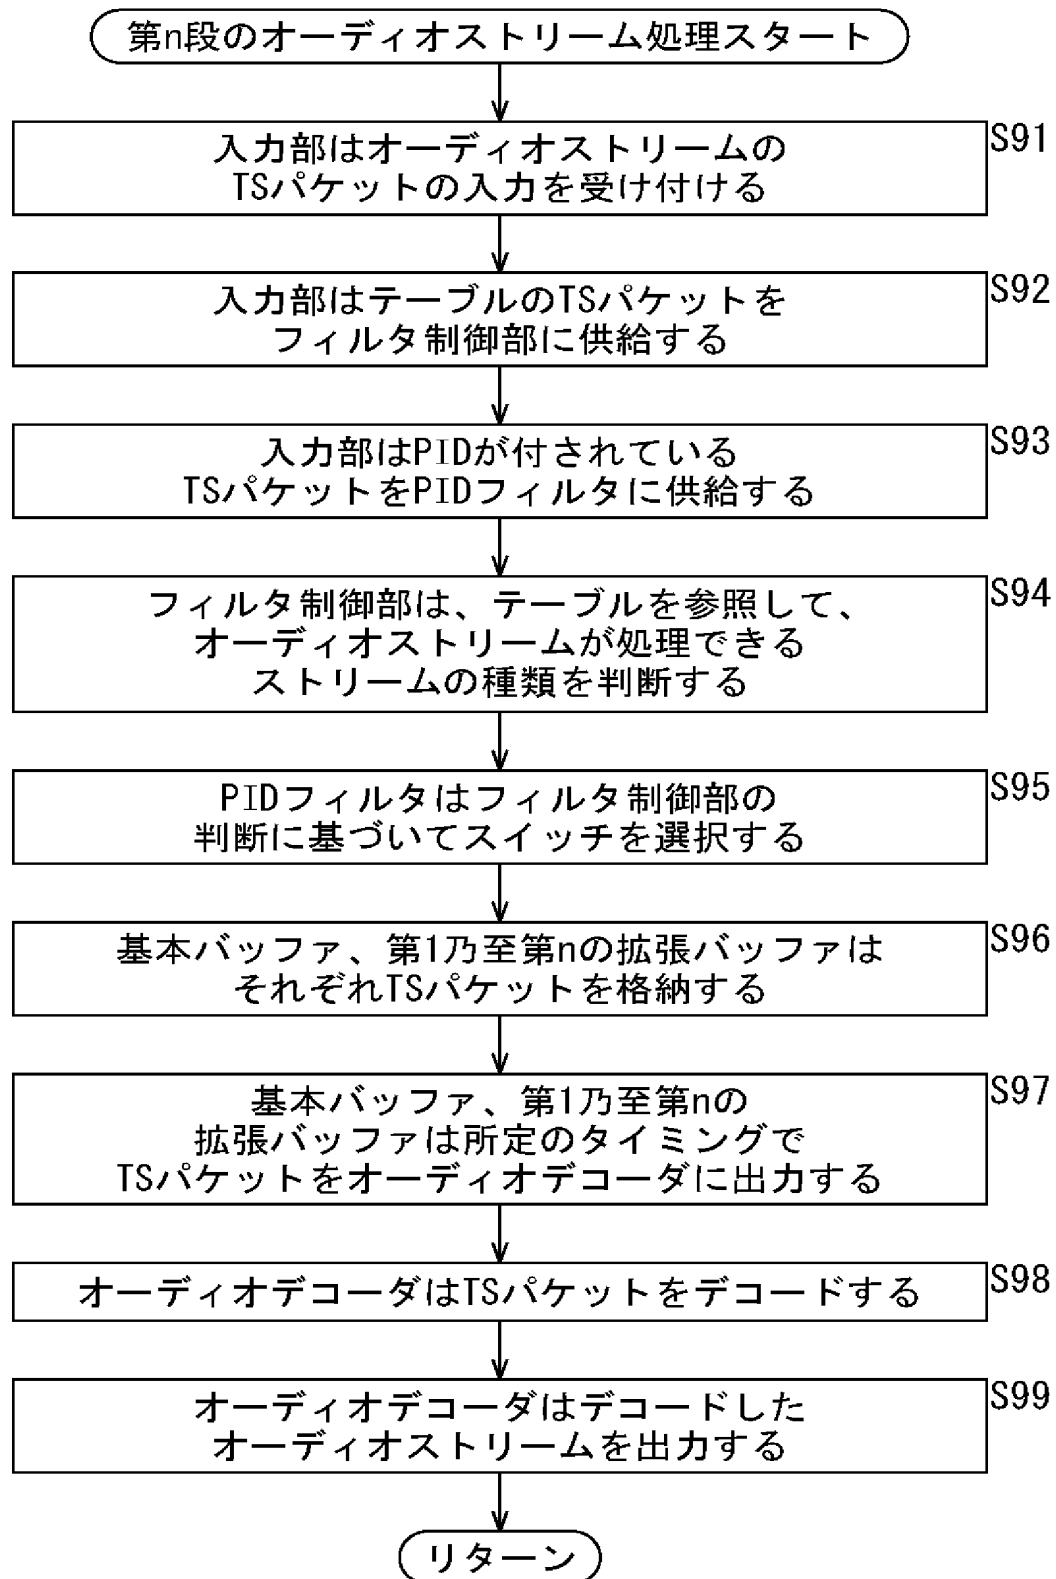 第n段のオーディオストリーム処理スタート
S91
入力部はオーディオストリームの
TSパケットの入力を受け付ける
S92
入力部はテーブルのTSパケットを
フィルタ制御部に供給する
S93
入力部はPIDが付されている
TSパケットをPIDフィルタに供給する
S94
フィルタ制御部は、テーブルを参照して、
オーディオストリームが処理できる
ストリームの種類を判断する
S95
PIDフィルタはフィルタ制御部の
判断に基づいてスイッチを選択する
S96
基本バッファ、第1乃至第nの拡張バッファは
それぞれTSパケットを格納する
S97
基本バッファ、第1乃至第nの
拡張バッファは所定のタイミングで
TSパケットをオーディオデコーダに出力する
S98
オーディオデコーダはTSパケットをデコードする
S99
オーディオデコーダはデコードした
オーディオストリームを出力する
リターン